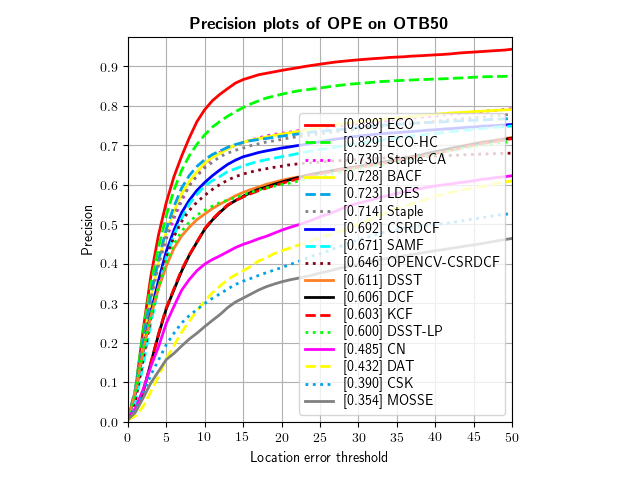 Precision plots of OPE on OTB50
Precision
0.9
0.8
0.7
0.6
0.5
0.4
0.3
0.2
0.1
0.0
0 5 10 15 20 25 30 35 40 45 50
Location error threshold
[0.889] ECO
[0.829] ECO-HC
[0.730] Staple-CA
[0.728] BACF
[0.723] LDES
[0.714] Staple
[0.692] CSRDCF
[0.671] SAMF
[0.646] OPENCV-CSRDCF
[0.611] DSST
[0.606] DCF
[0.603] KCF
[0.600] DSST-LP
[0.485] CN
[0.432] DAT
[0.390] CSK
[0.354] MOSSE